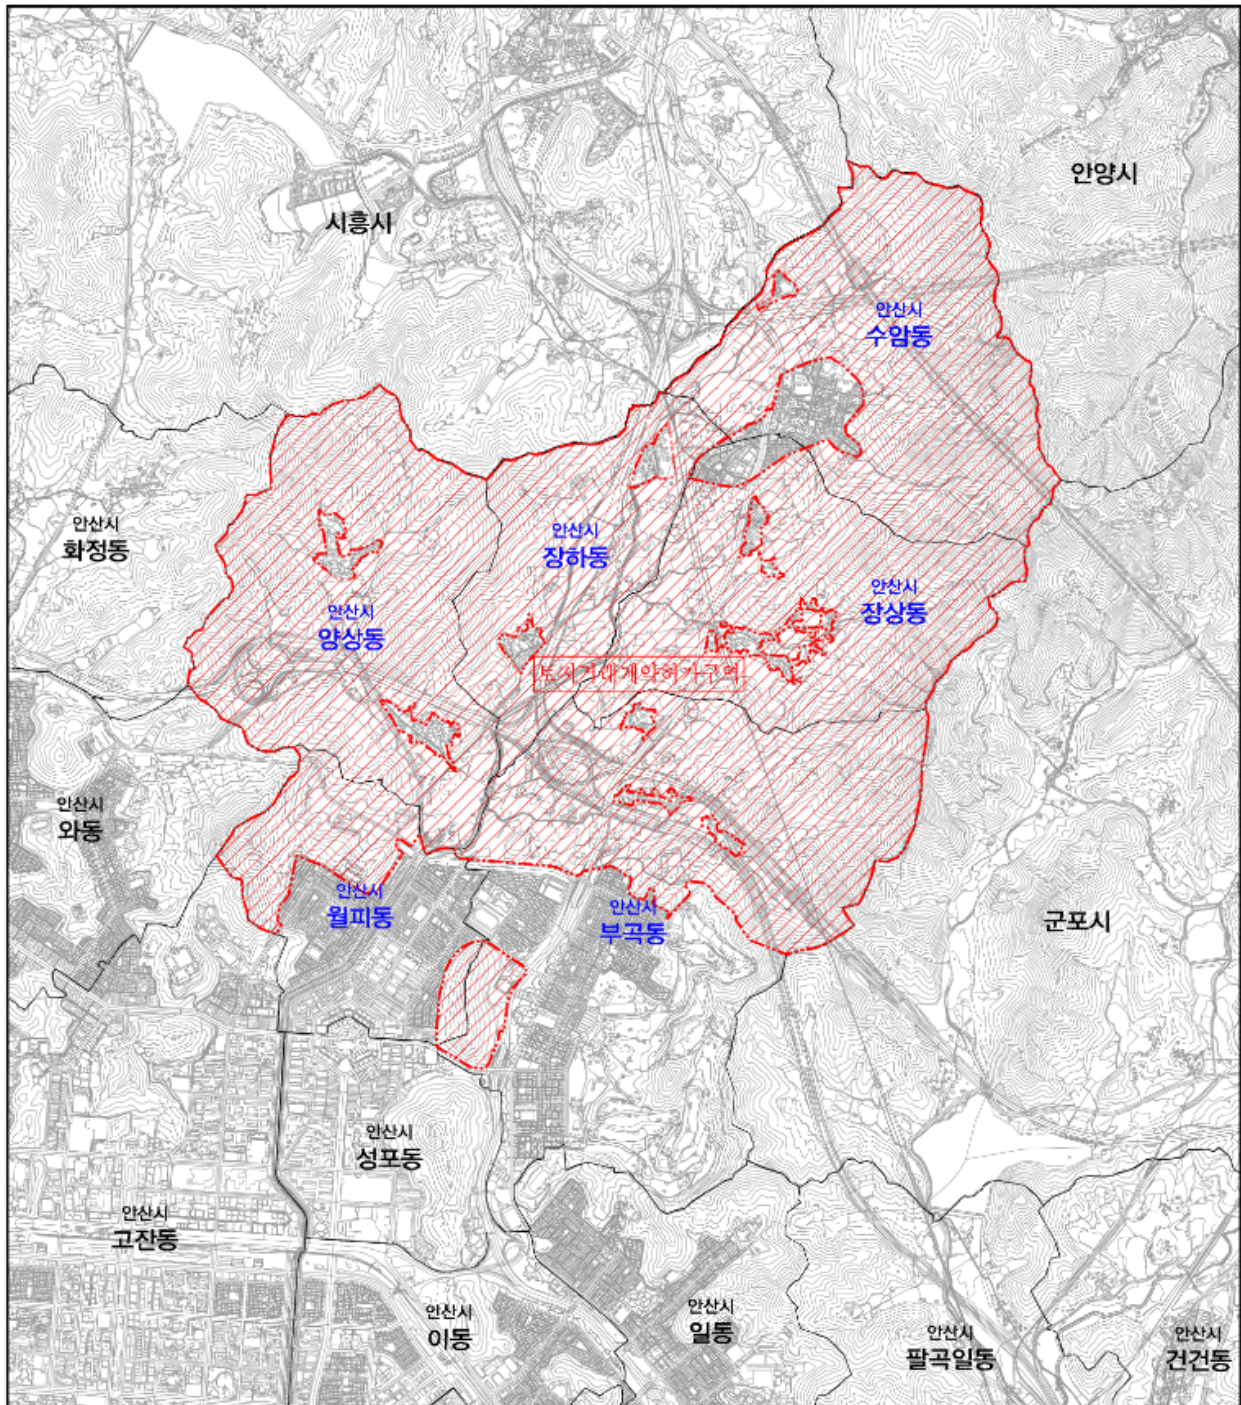 안양시
시흥시
안산시
수암동
안산시
화정동
안산시
장하동
안산시
장상동
안산시
양상동
토지거래계약허가구역
안산시
와동
안산시
월피동
안산시
부곡동
군포시
안산시
성포동
안산시
고잔동
안산시
이동
안산시
일동
안산시
팔곡일동
안산시
건건동